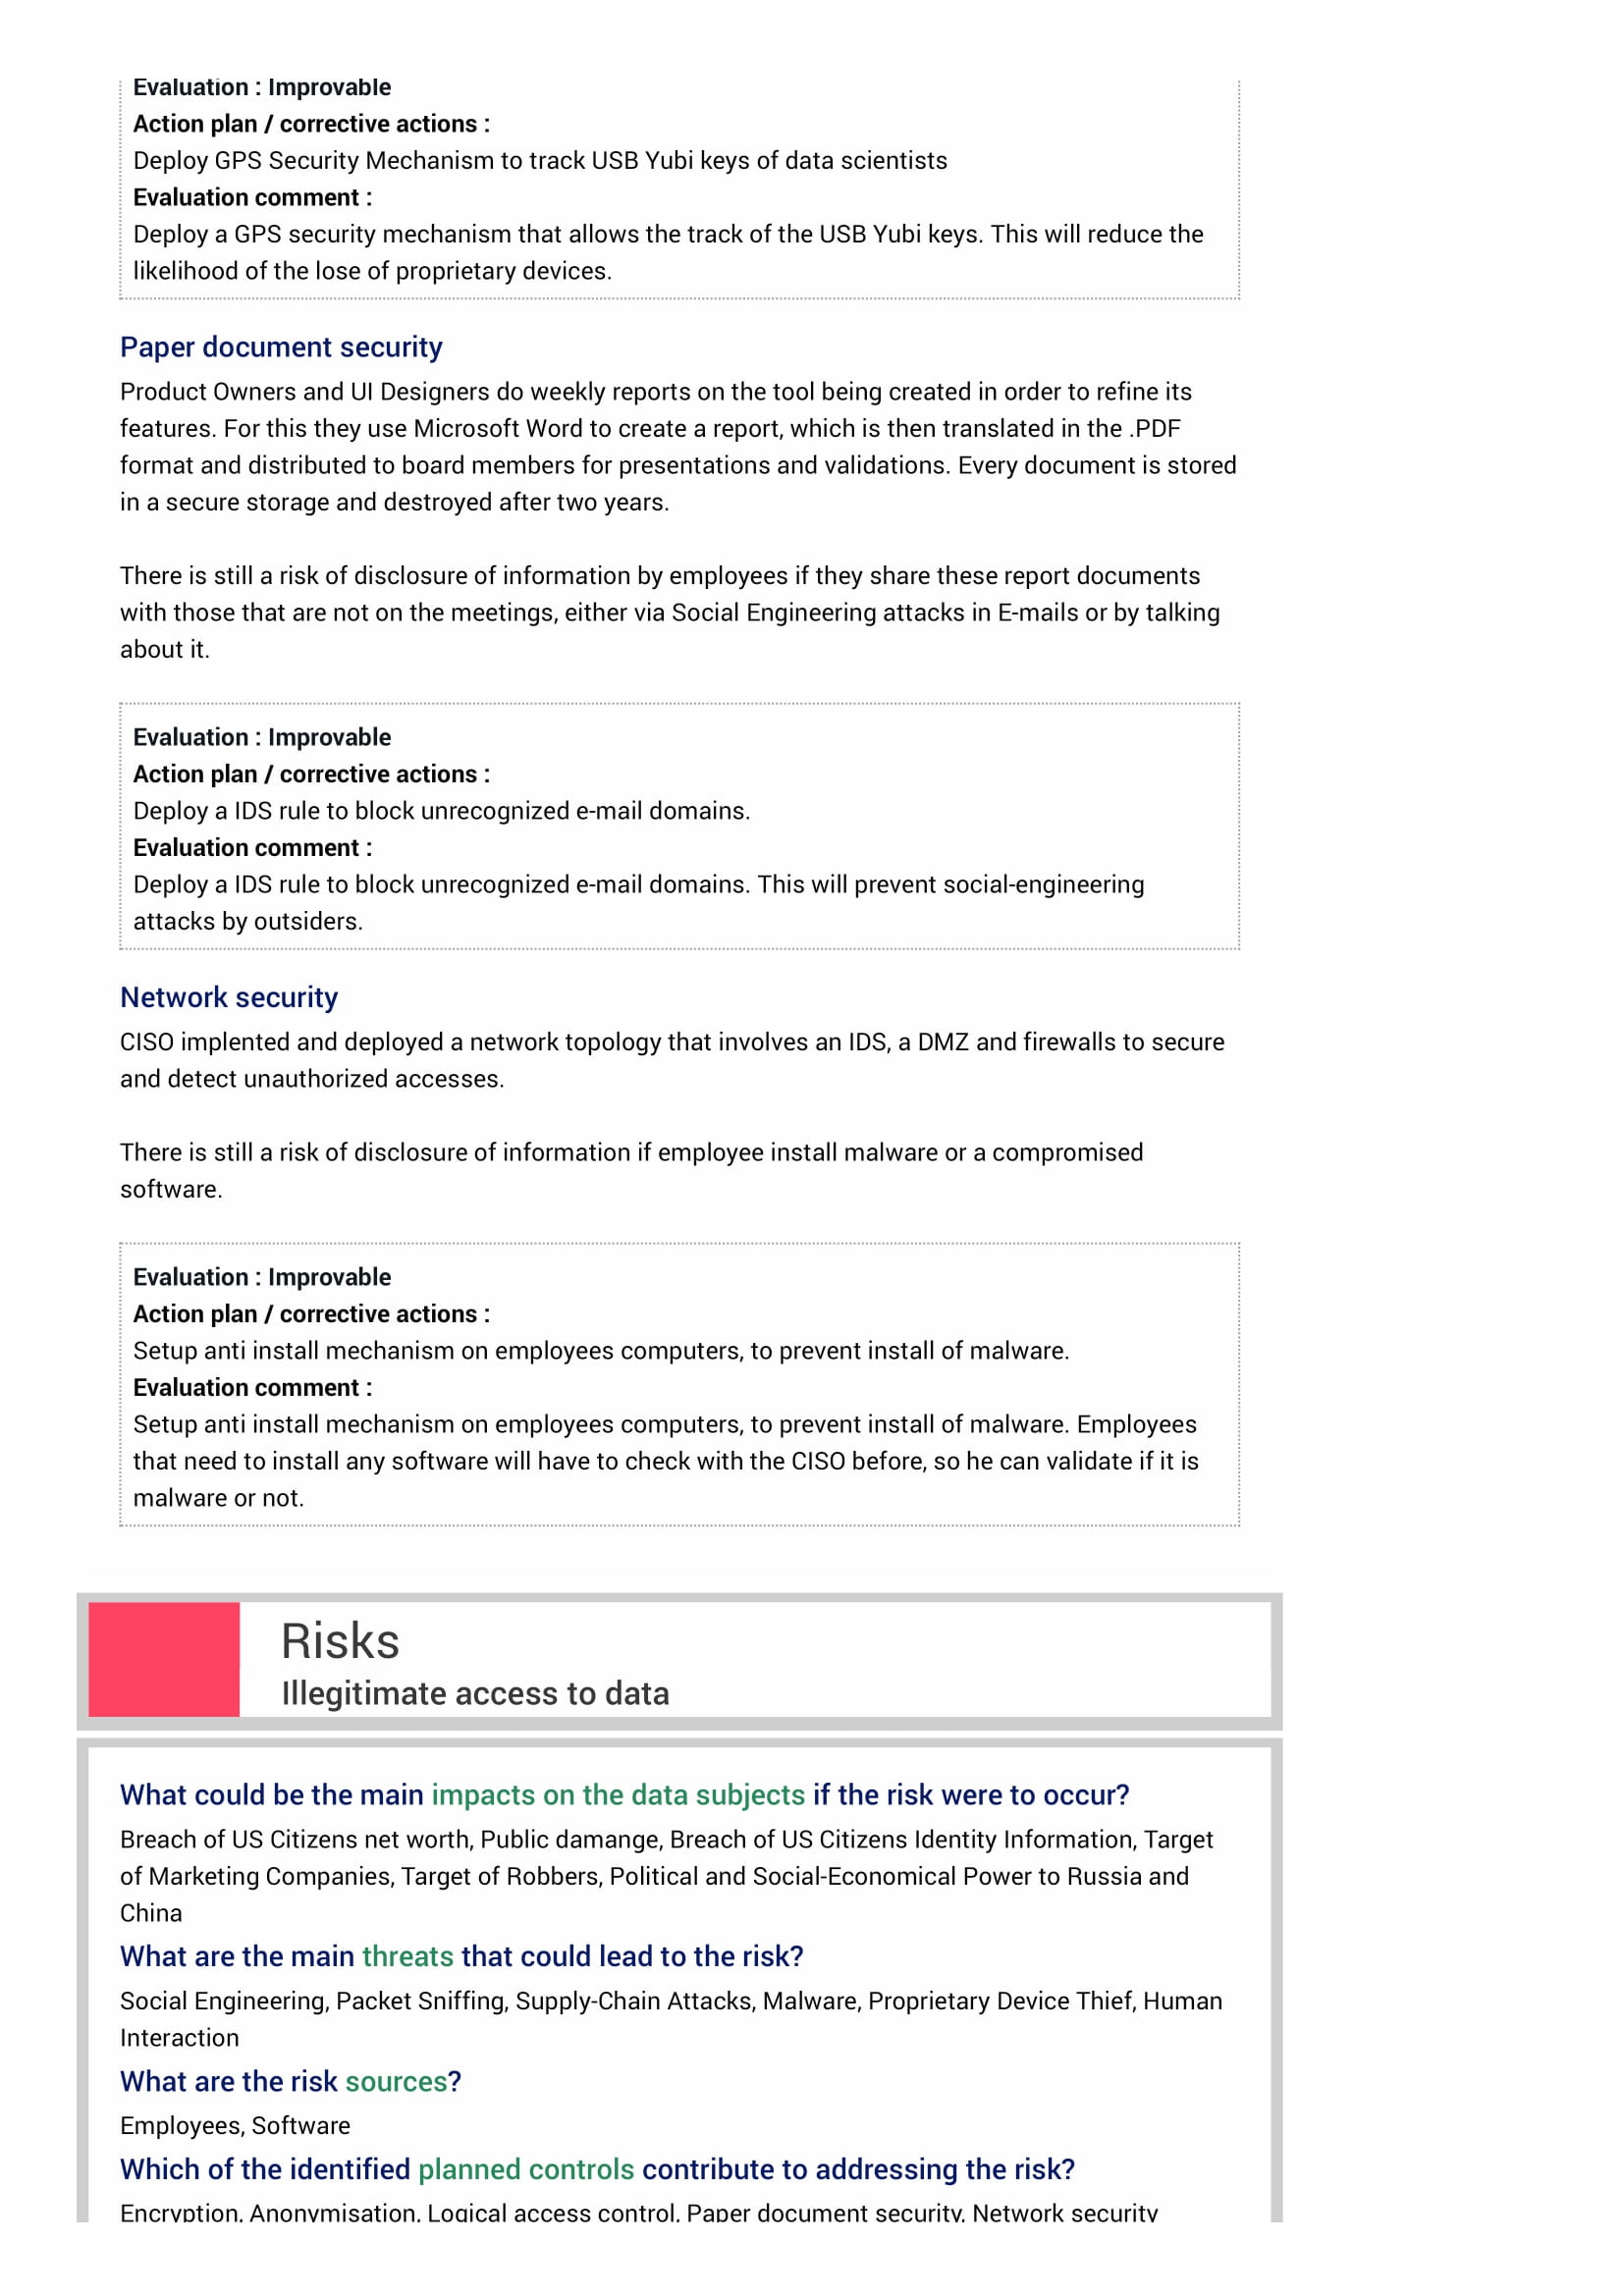 Evaluation : Improvable
Action plan / corrective actions :
Deploy GPS Security Mechanism to track USB Yubi keys of data scientists
Evaluation comment :
Deploy a GPS security mechanism that allows the track of the USB Yubi keys. This will reduce the
likelihood of the lose of proprietary devices.
Paper document security
Product Owners and UI Designers do weekly reports on the tool being created in order to refine its
features. For this they use Microsoft Word to create a report, which is then translated in the .PDF
format and distributed to board members for presentations and validations. Every document is stored
in a secure storage and destroyed after two years.
There is still a risk of disclosure of information by employees if they share these report documents
with those that are not on the meetings, either via Social Engineering attacks in E-mails or by talking
about it.
Evaluation : Improvable
Action plan / corrective actions :
Deploy a IDS rule to block unrecognized e-mail domains.
Evaluation comment :
Deploy a IDS rule to block unrecognized e-mail domains. This will prevent social-engineering
attacks by outsiders.
Network security
CISO implented and deployed a network topology that involves an IDS, a DMZ and firewalls to secure
and detect unauthorized accesses.
There is still a risk of disclosure of information if employee install malware or a compromised
software.
Evaluation : Improvable
Action plan / corrective actions :
Setup anti install mechanism on employees computers, to prevent install of malware.
Evaluation comment :
Setup anti install mechanism on employees computers, to prevent install of malware. Employees
that need to install any software will have to check with the CISO before, so he can validate if it is
malware or not.
Risks
Illegitimate access to data
What could be the main impacts on the data subjects if the risk were to occur?
Breach of US Citizens net worth, Public damange, Breach of US Citizens Identity Information, Target
of Marketing Companies, Target of Robbers, Political and Social-Economical Power to Russia and
China
What are the main threats that could lead to the risk?
Social Engineering, Packet Sniffing, Supply-Chain Attacks, Malware, Proprietary Device Thief, Human
Interaction
What are the risk sources?
Employees, Software
Which of the identified planned controls contribute to addressing the risk?
Encryption, Anonymisation, Logical access control, Paper document security, Network security